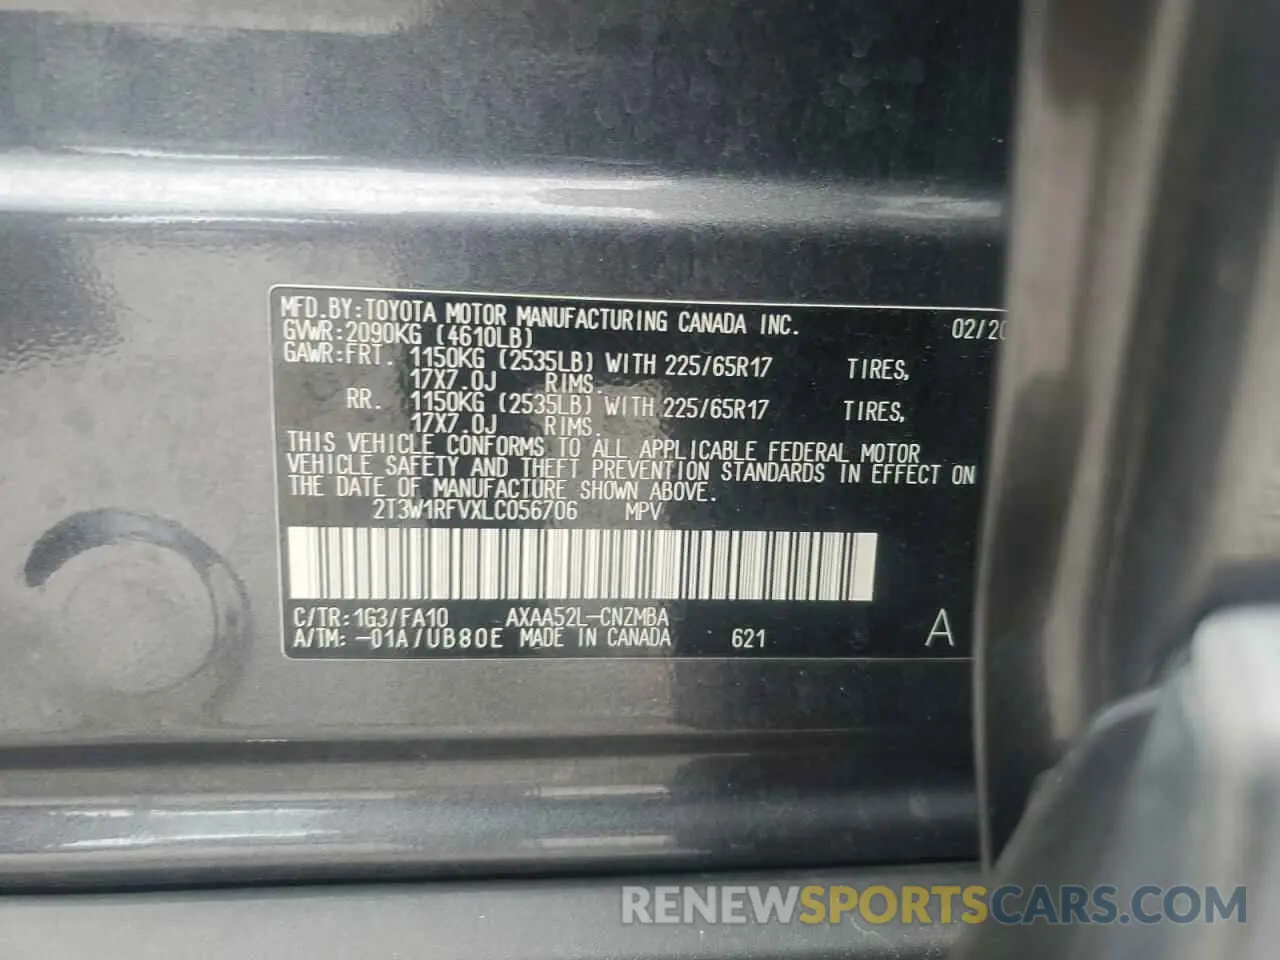 MFD.BY:TOYOTA MOTOR MANUFACTURING CANADA INC. 02/20
GVWR:2090KG (4610LB)
GAWR:FRT. 1150KG (2535LB) WITH 225/65R17 TIRES,
17X7.0J RIMS.
RR. 1150KG (2535LB) WITH 225/65R17 TIRES,
17X7.0J RIMS.
THIS VEHICLE CONFORMS TO ALL APPLICABLE FEDERAL MOTOR
VEHICLE SAFETY AND THEFT PREVENTION STANDARDS IN EFFECT ON
THE DATE OF MANUFACTURE SHOWN ABOVE.
2T3W1RFVXLC056706 MPV
C/TR:1G3/FA10 AXAA52L-CNZMBA
A/TM:-01A/UB80E MADE IN CANADA 621 A
RENEWSPORTSCARS.COM